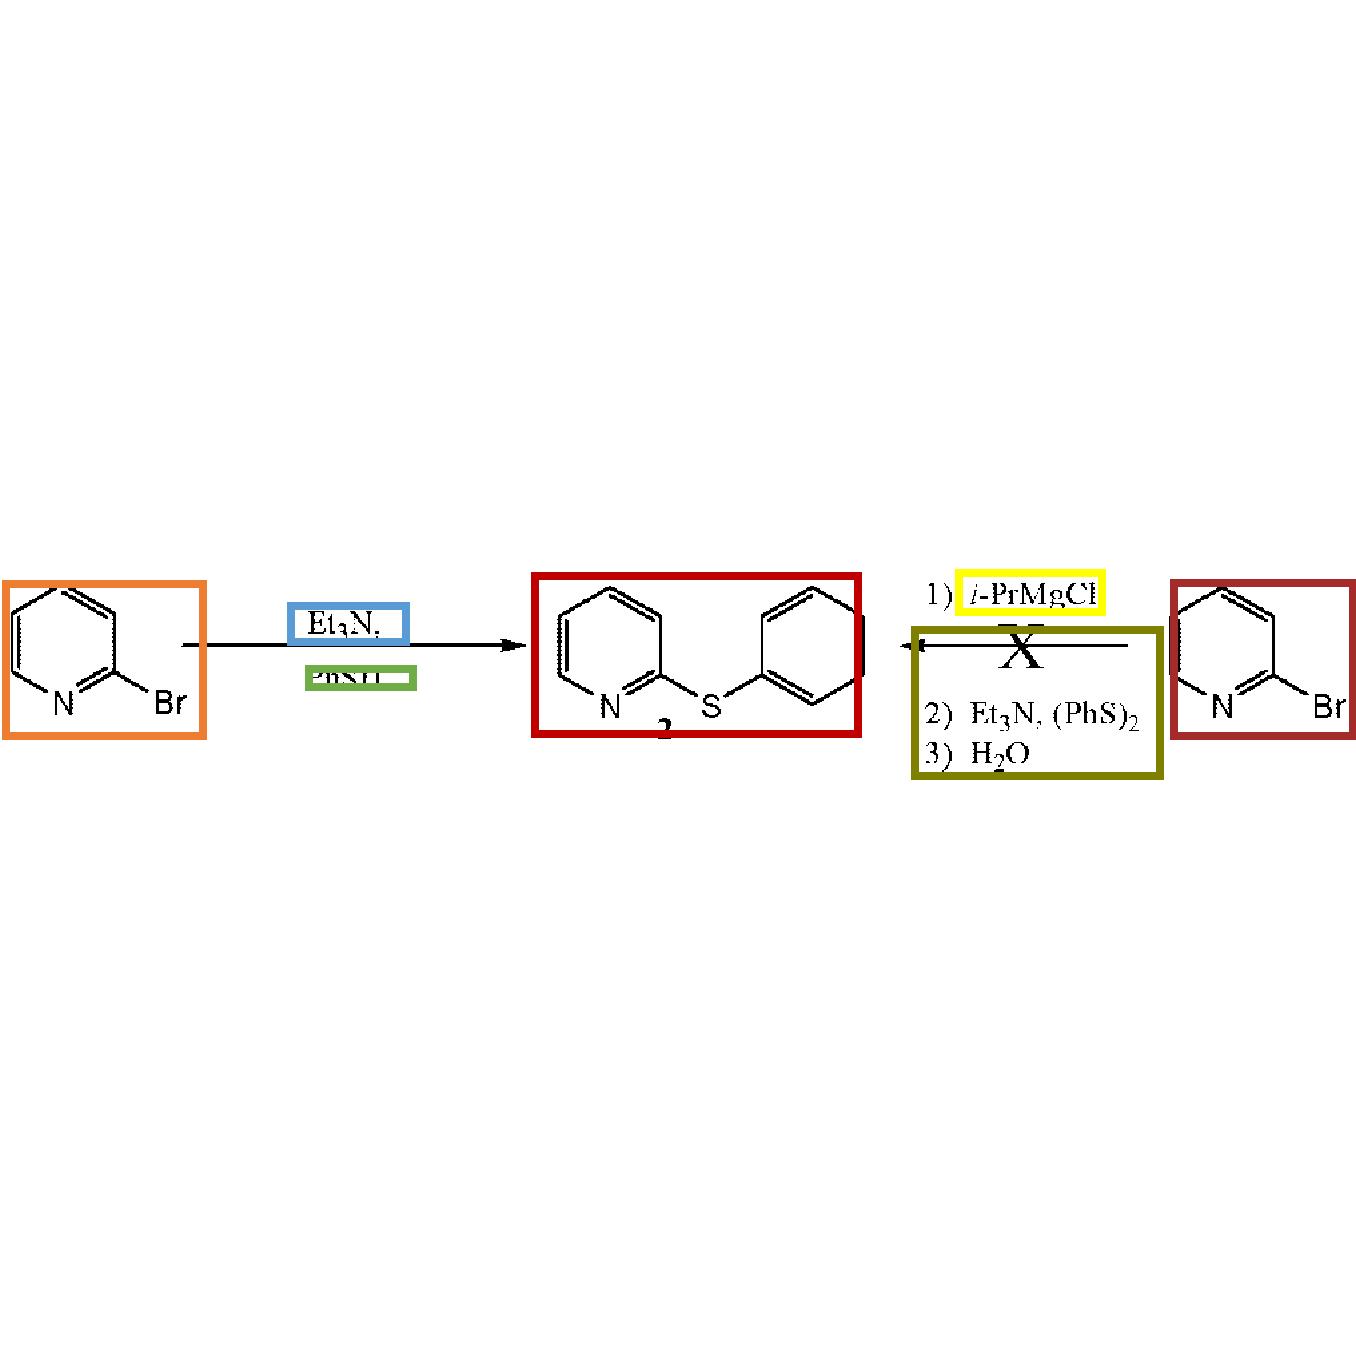 N
Br
Et3N,
N
S
2
1) i-PrMgCl
X
2) Et3N, (PhS)2
3) H2O
N
Br